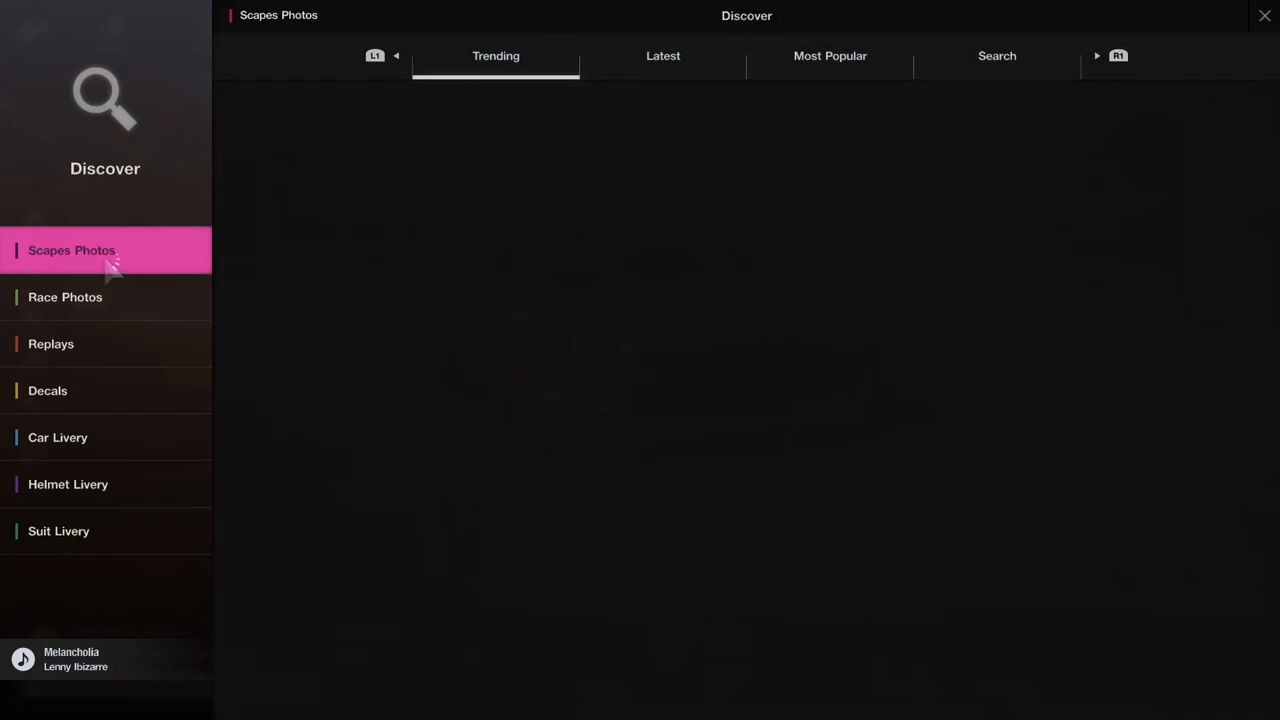 Scapes Photos
Discover
L1
Trending
Latest
Most Popular
Search
R1
Discover
Scapes Photos
Race Photos
Replays
Decals
Car Livery
Helmet Livery
Suit Livery
Melancholia
Lenny Ibizarre